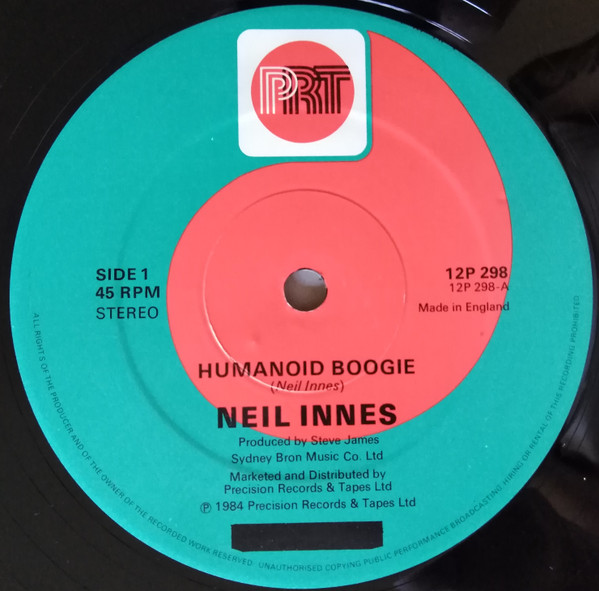 PRT
SIDE 1
45 RPM
STEREO
12P 298
12P 298-A
Made in England
HUMANOID BOOGIE
(Neil Innes)
NEIL INNES
Produced by Steve James
Sydney Bron Music Co. Ltd
Marketed and Distributed by
Precision Records & Tapes Ltd
℗ 1984 Precision Records & Tapes Ltd
ALL RIGHTS OF THE PRODUCER AND OF THE OWNER OF THE RECORDED WORK RESERVED UNAUTHORISED COPYING PUBLIC PERFORMANCE BROADCASTING HIRING OR RENTAL OF THIS RECORDING PROHIBITED